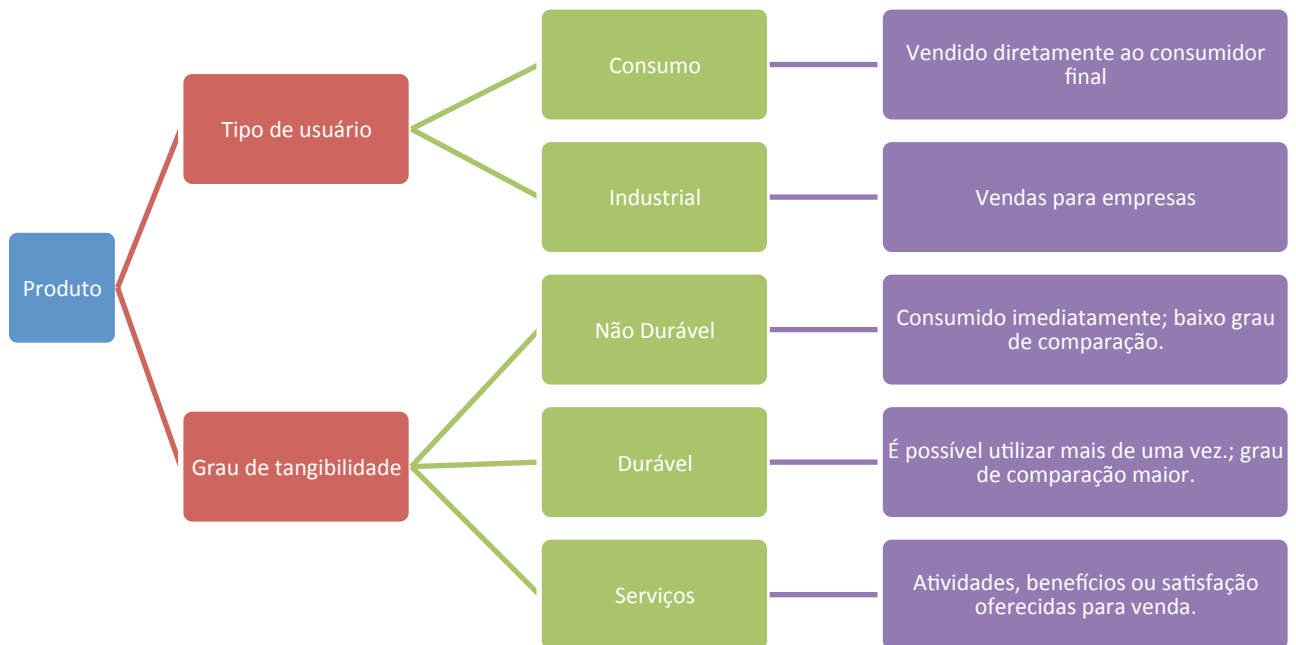 Produto
Tipo de usuário
Consumo
Vendido diretamente ao consumidor
final
Industrial
Vendas para empresas
Grau de tangibilidade
Não Durável
Consumido imediatamente; baixo grau
de comparação.
Durável
É possível utilizar mais de uma vez.; grau
de comparação maior.
Serviços
Atividades, benefícios ou satisfação
oferecidas para venda.